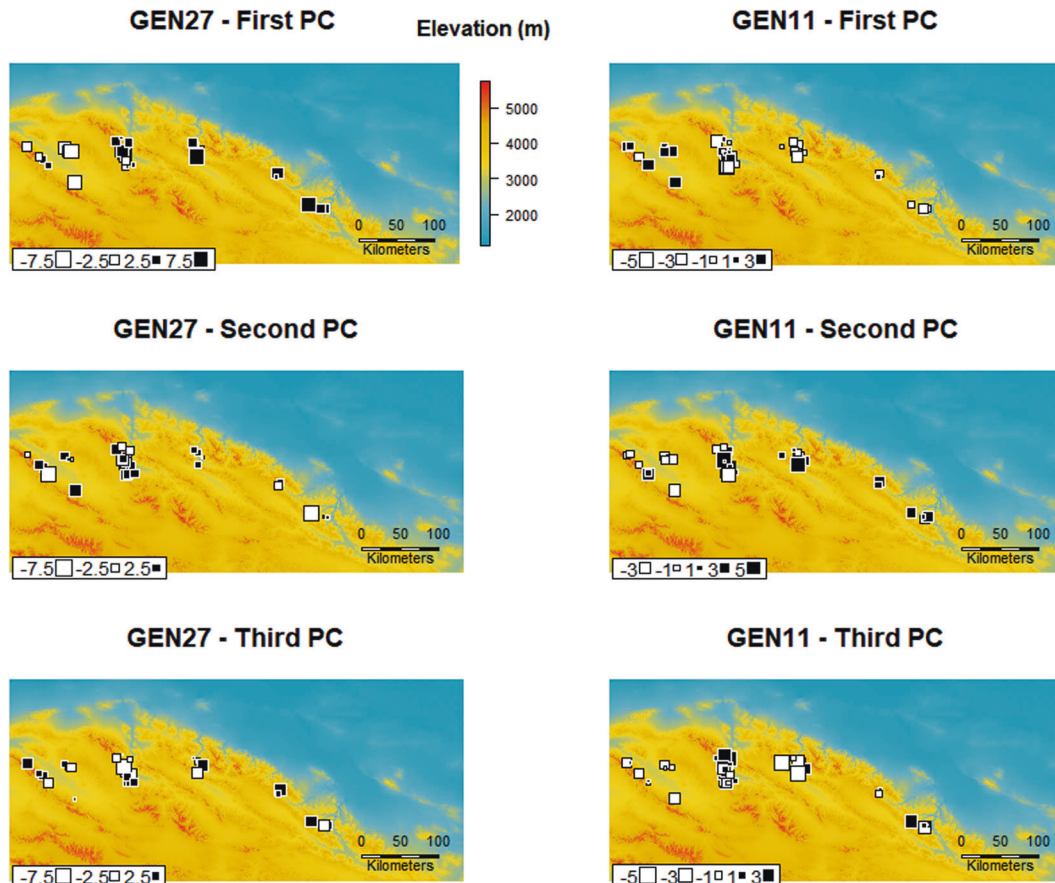 GEN27 - First PC
Elevation (m)
GEN11 - First PC
5000
4000
3000
2000
0 50 100
Kilometers
-7.5 -2.5 2.5 7.5
0 50 100
Kilometers
-5 -3 -1 1 3
GEN27 - Second PC
GEN11 - Second PC
0 50 100
Kilometers
-7.5 -2.5 2.5
0 50 100
Kilometers
-3 -1 1 3 5
GEN27 - Third PC
GEN11 - Third PC
0 50 100
Kilometers
-7.5 -2.5 2.5
0 50 100
Kilometers
-5 -3 -1 1 3